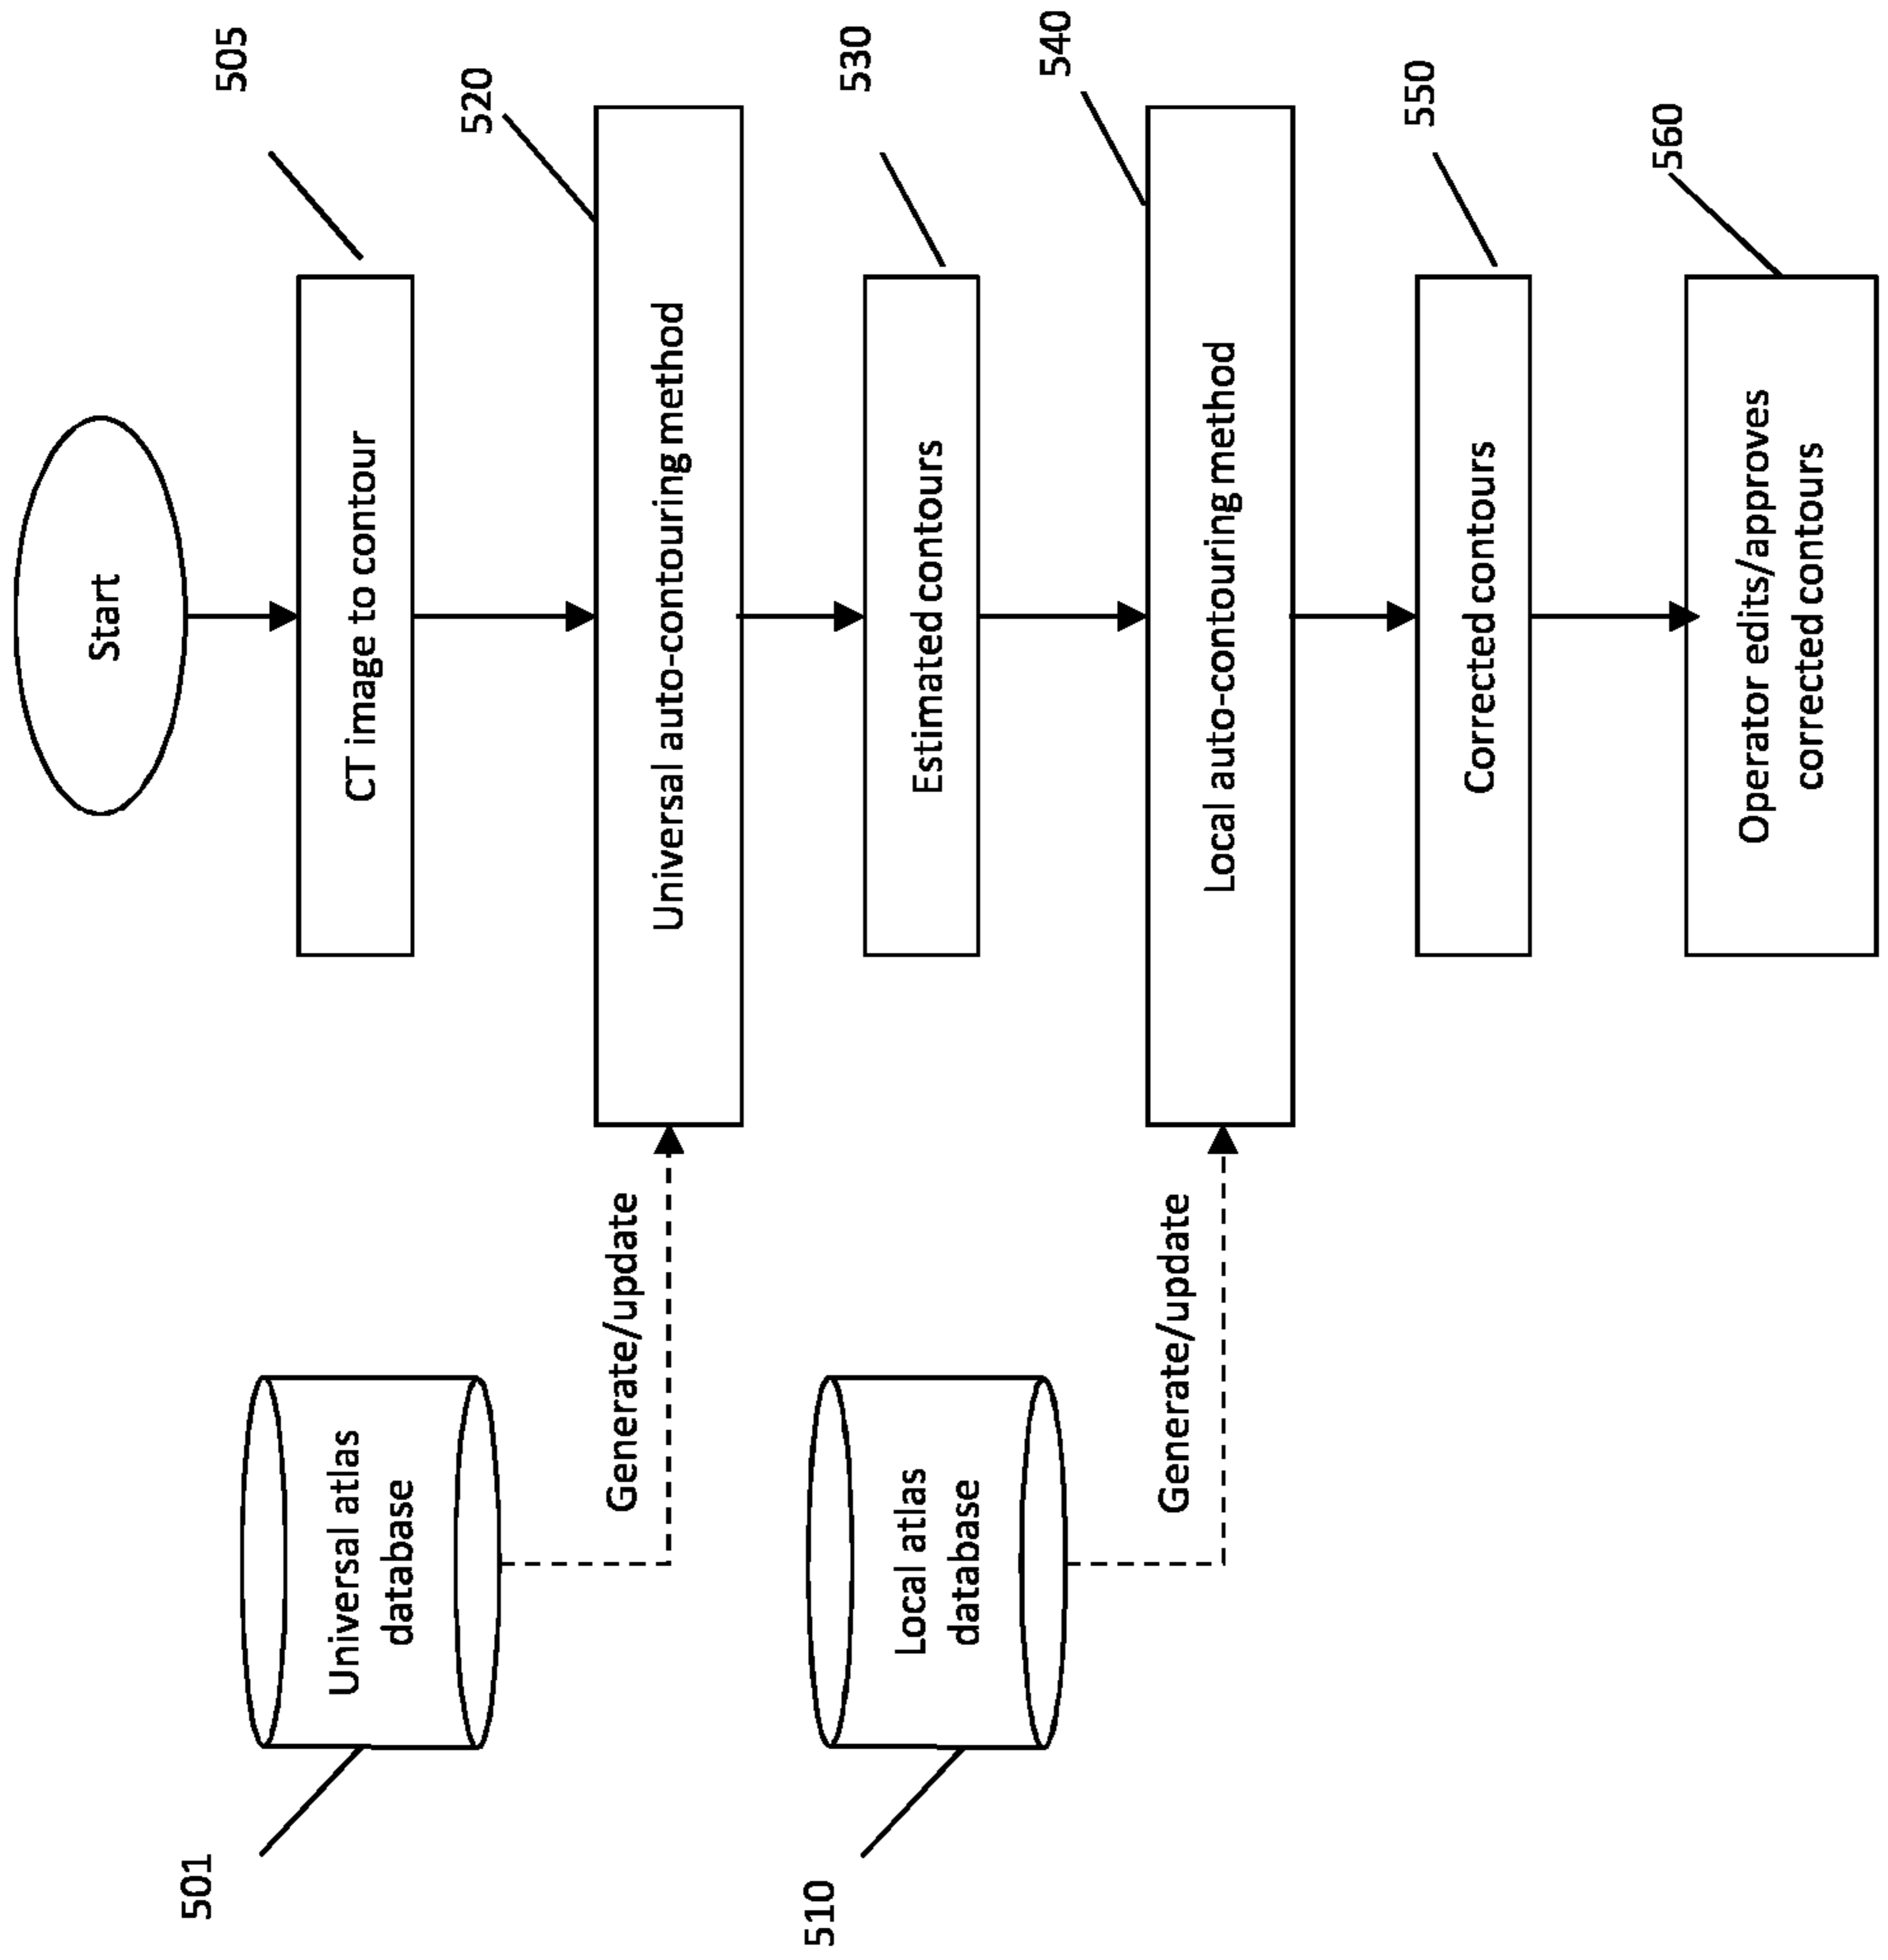 Start
505
CT image to contour
501
Universal atlas
database
Generate/update
520
Universal auto-contouring method
530
Estimated contours
510
Local atlas
database
Generate/update
540
Local auto-contouring method
550
Corrected contours
560
Operator edits/approves
corrected contours